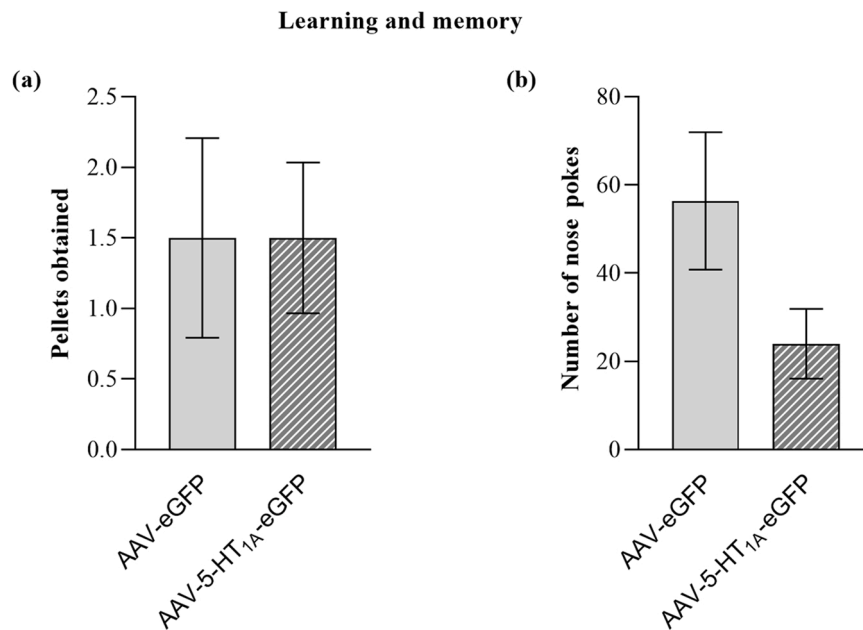 Learning and memory
(a)
Pellets obtained
2.5
2.0
1.5
1.0
0.5
0.0
AAV-eGFP
AAV-5-HT1A-eGFP
(b)
Number of nose pokes
80
60
40
20
0
AAV-eGFP
AAV-5-HT1A-eGFP